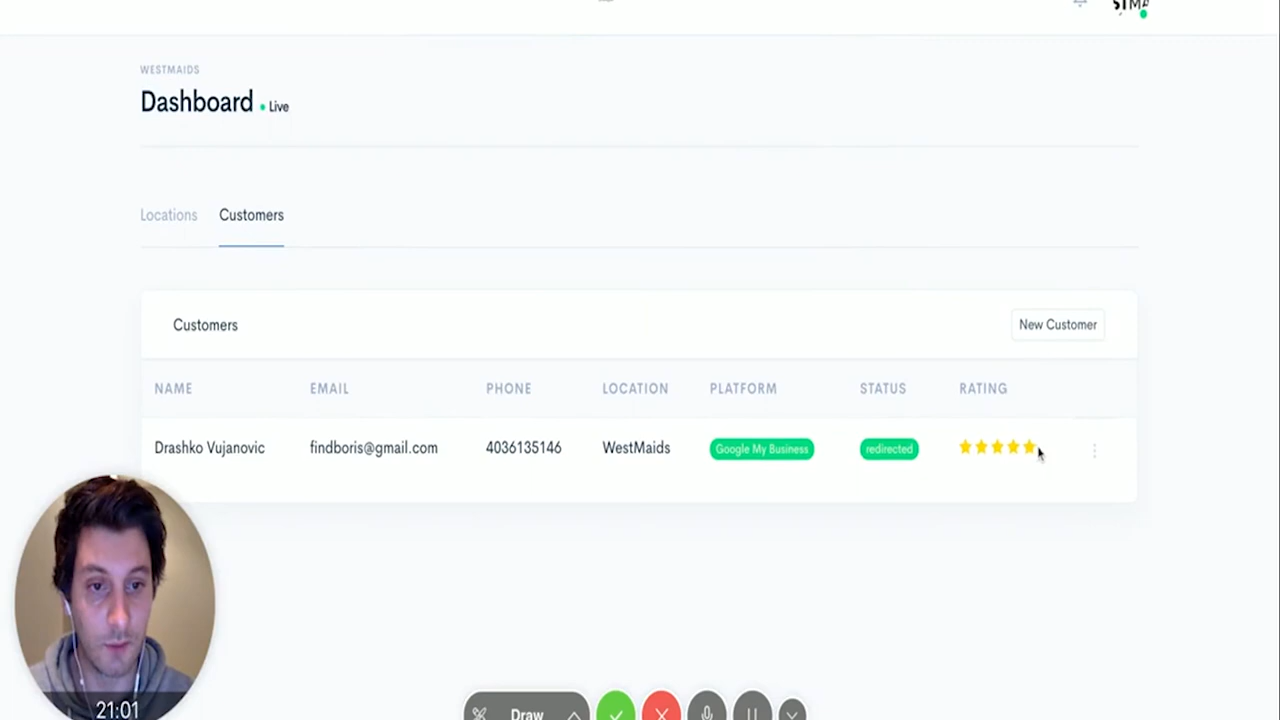 WESTMAIDS
Dashboard • Live
Locations Customers
Customers New Customer
NAME EMAIL PHONE LOCATION PLATFORM STATUS RATING
Drashko Vujanovic findboris@gmail.com 4036135146 WestMaids Google My Business redirected
21:01 Draw